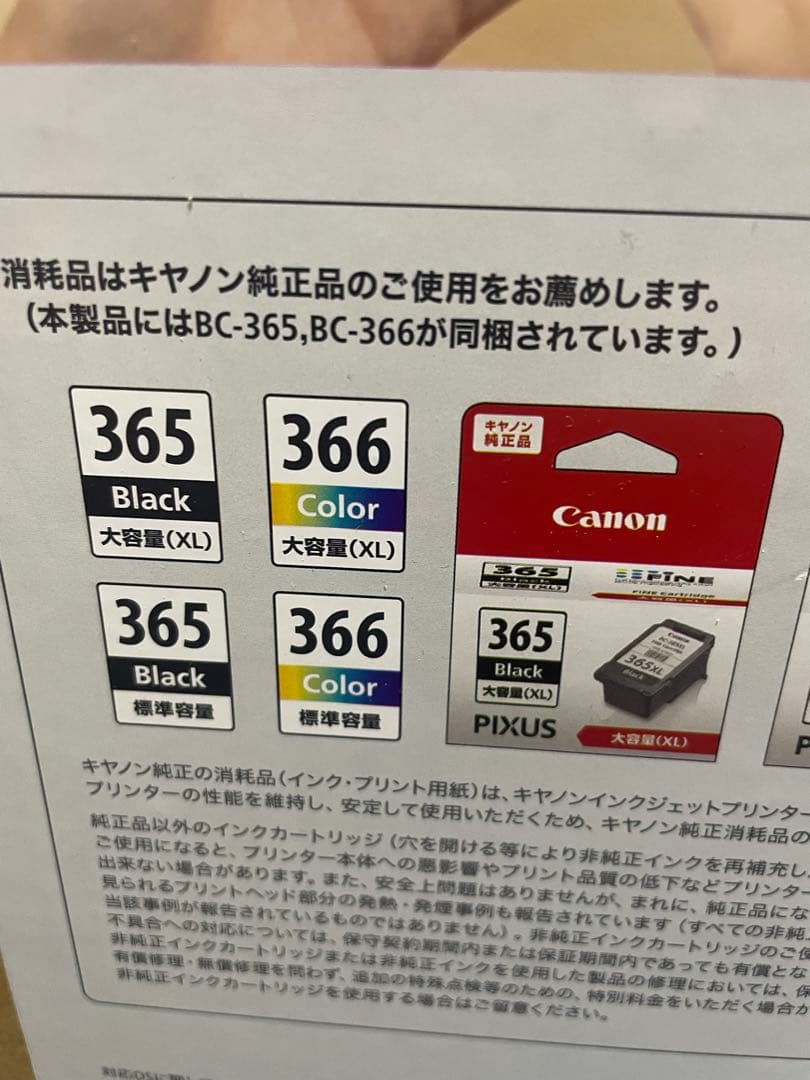 消耗品はキヤノン純正品のご使用をお薦めします。
(本製品にはBC-365,BC-366が同梱されています。)
365
Black
大容量(XL)
366
Color
大容量(XL)
365
Black
標準容量
366
Color
標準容量
キヤノン
純正品
Canon
365
Black
大容量(XL)
FINE
FINE Cartridge
大容量(XL)
365
Black
大容量(XL)
Canon
365XL
Black
PIXUS
大容量(XL)
P
キヤノン純正の消耗品(インク・プリント用紙)は、キヤノンインクジェットプリンター
プリンターの性能を維持し、安定して使用いただくため、キヤノン純正消耗品の
純正品以外のインクカートリッジ(穴を開ける等により非純正インクを再補充し
ご使用になると、プリンター本体への悪影響やプリント品質の低下などプリンター
出来ない場合があります。また、安全上問題はありませんが、まれに、純正品にな
見られるプリントヘッド部分の発熱・発煙事例も報告されています(すべての非純
当該事例が報告されているものではありません)。非純正インクカートリッジのご使
不具合への対応については、保守契約期間内または保証期間内であっても有償とな
非純正インクカートリッジまたは非純正インクを使用した製品の修理においては、保
有償修理・無償修理を問わず、追加の特殊点検等のための、特別料金をいただく場合が
非純正インクカートリッジを使用する場合はご留意ください。